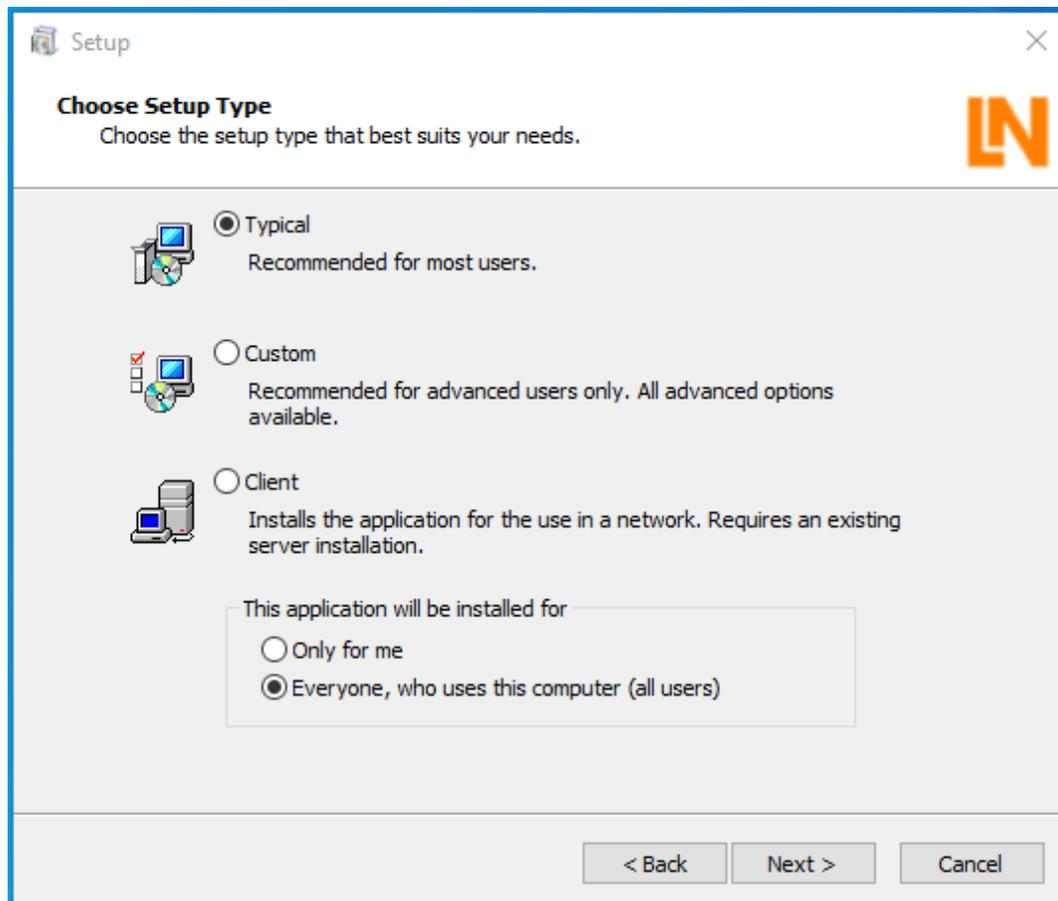 Setup
Choose Setup Type
Choose the setup type that best suits your needs.
LN
Typical
Recommended for most users.
Custom
Recommended for advanced users only. All advanced options
available.
Client
Installs the application for the use in a network. Requires an existing
server installation.
This application will be installed for
Only for me
Everyone, who uses this computer (all users)
< Back
Next >
Cancel